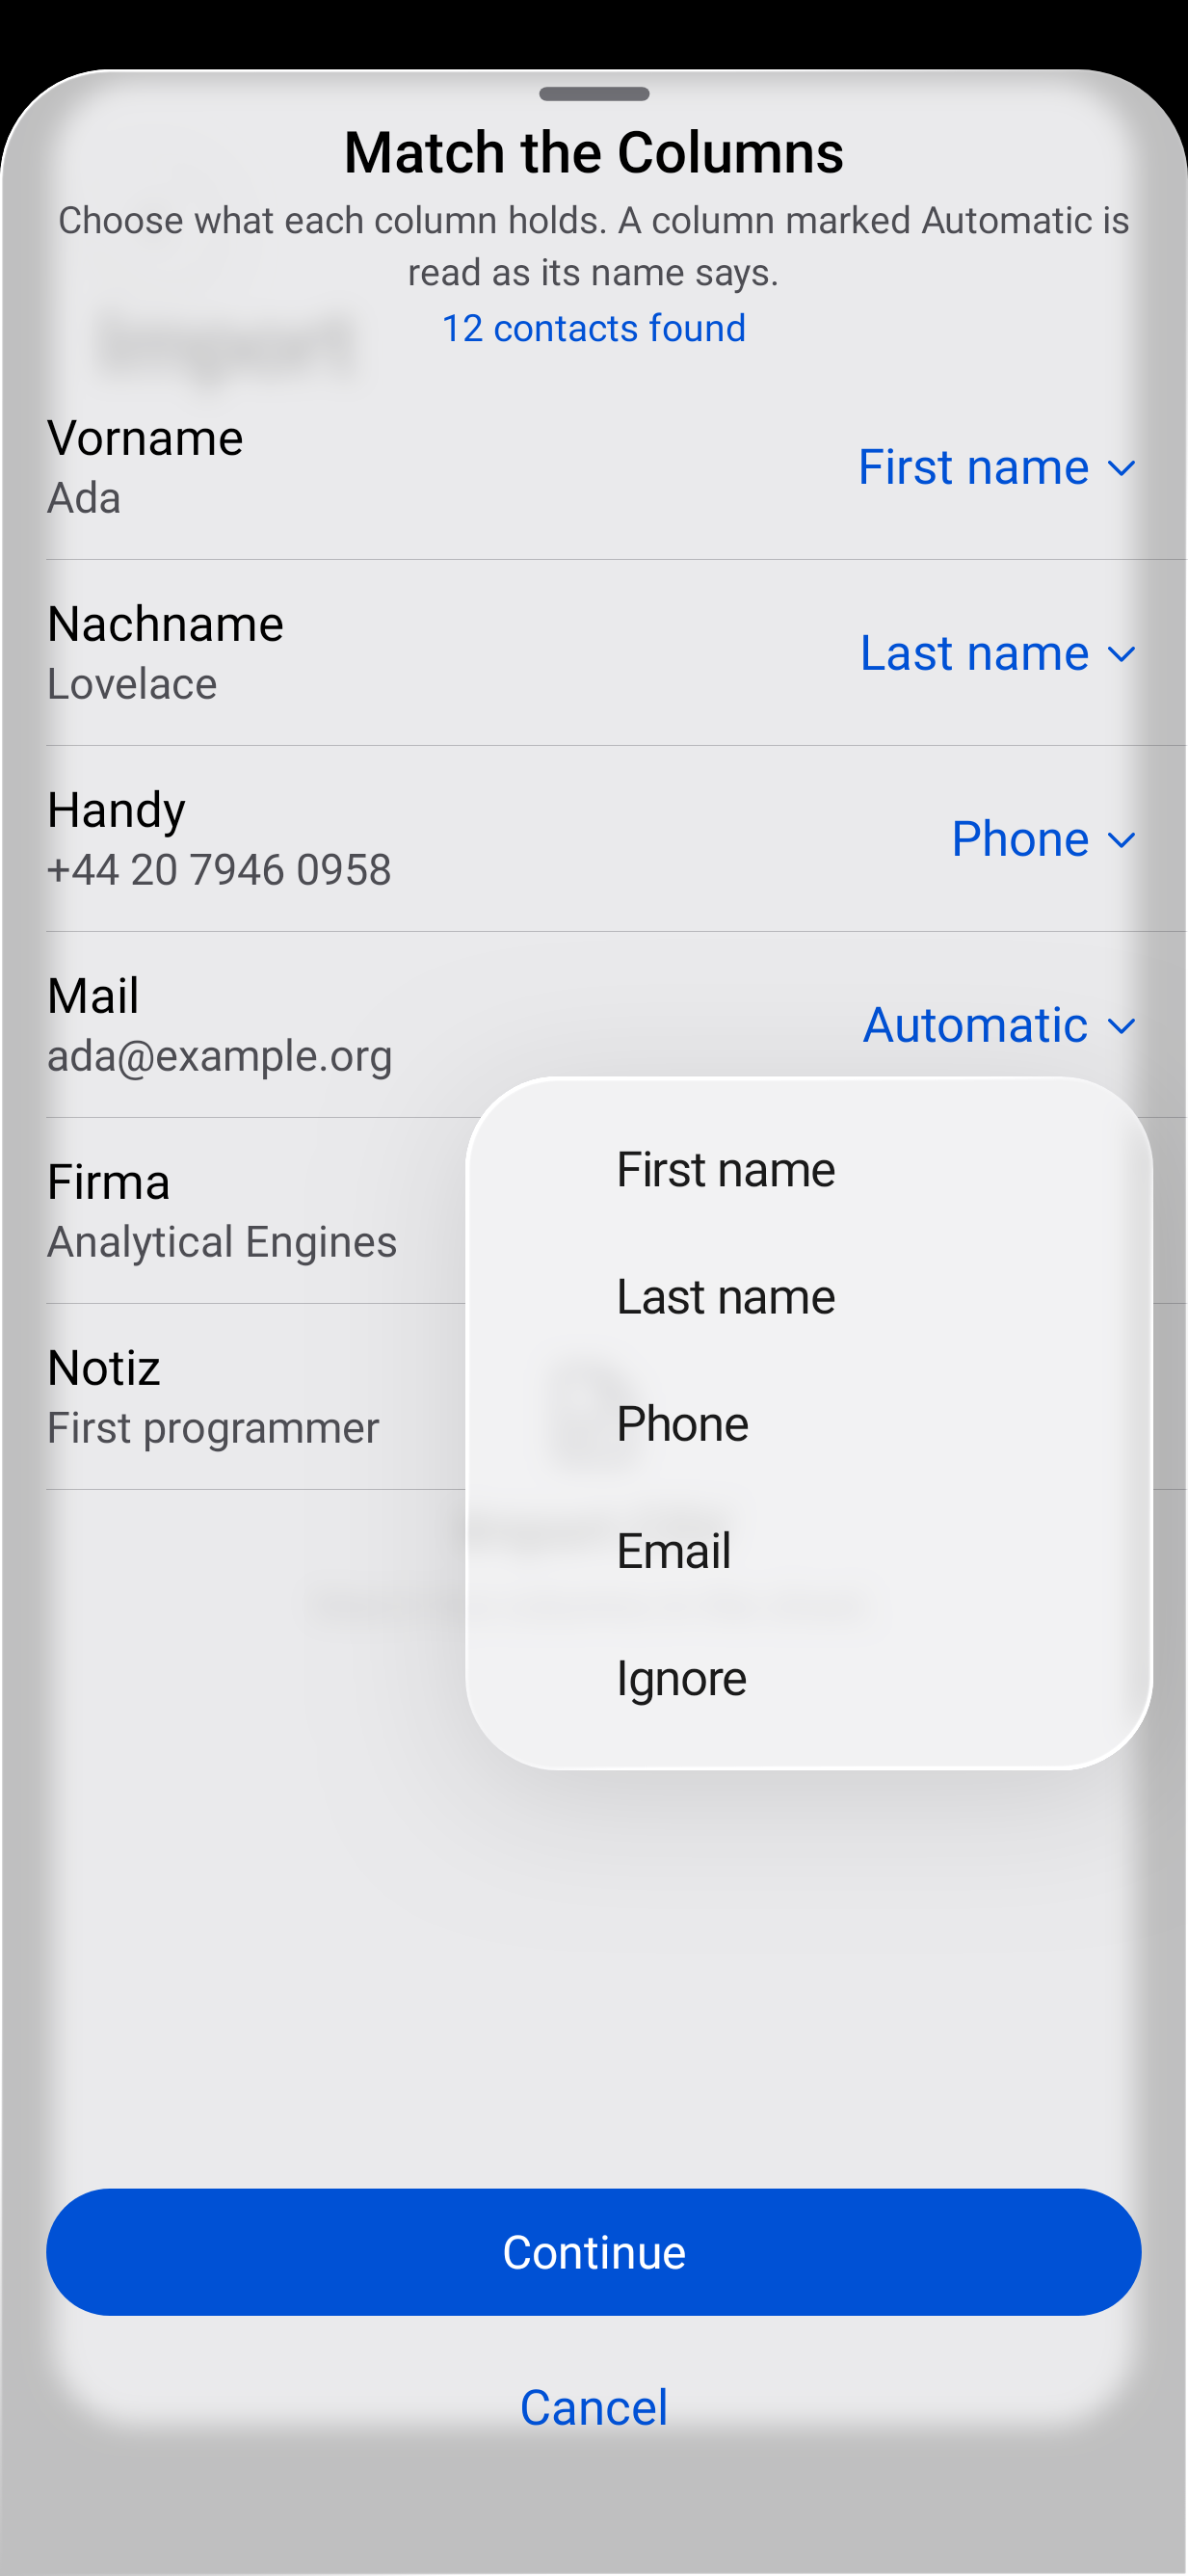 Match the Columns
Choose what each column holds. A column marked Automatic is
read as its name says.
12 contacts found
Import
Vorname
Ada
First name
Nachname
Lovelace
Last name
Handy
+44 20 7946 0958
Phone
Mail
ada@example.org
Automatic
Firma
Analytical Engines
Notiz
First programmer
First name
Last name
Phone
Email
Ignore
Continue
Cancel